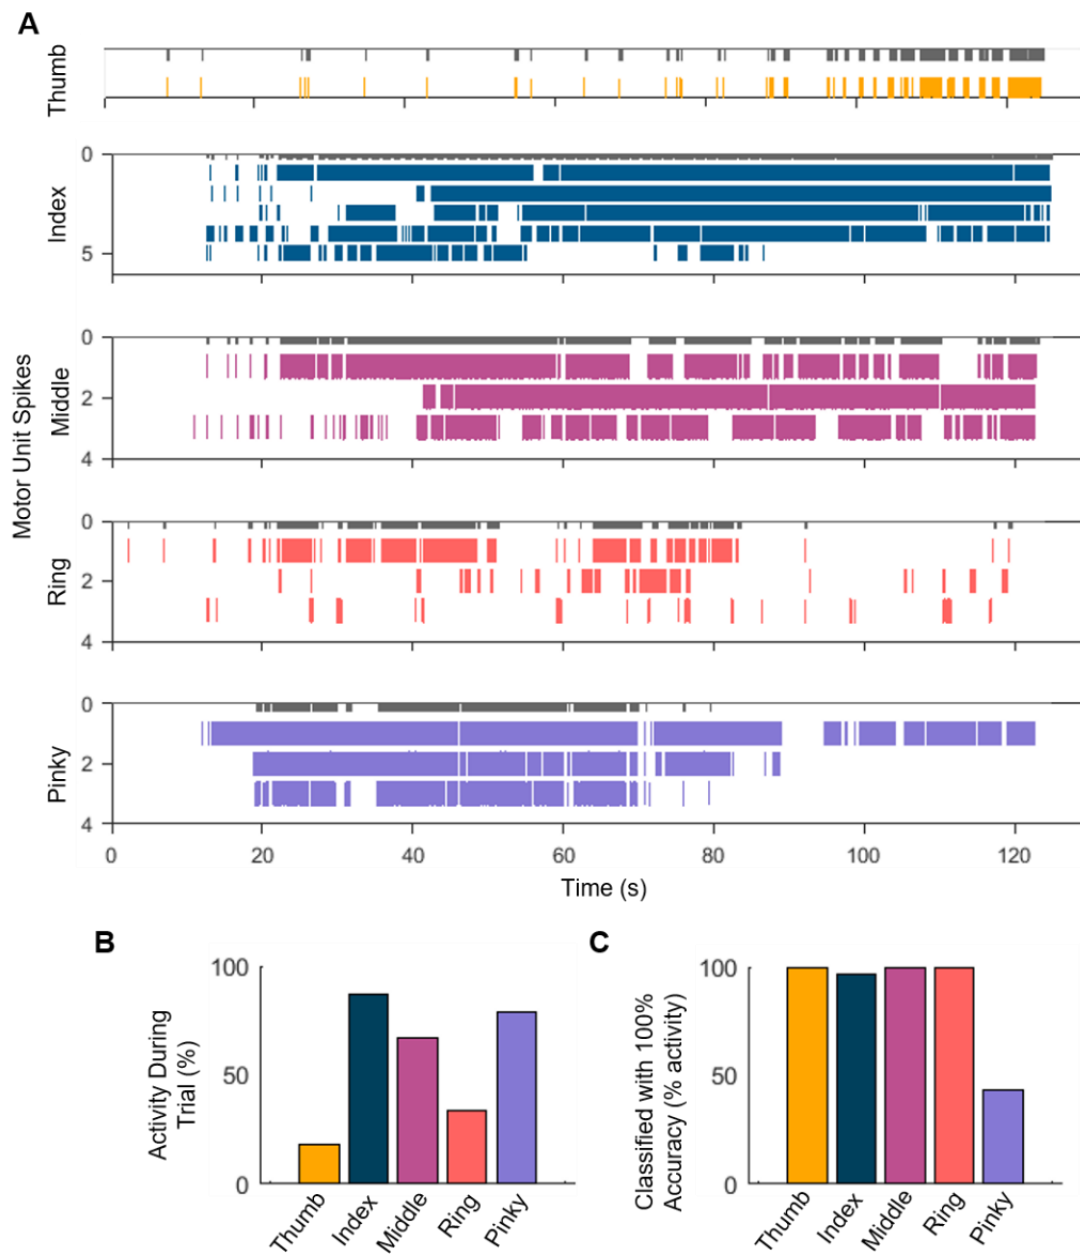 A
Thumb
Index
0
5
Motor Unit Spikes
Middle
0
2
4
Ring
0
2
4
Pinky
0
2
4
0 20 40 60 80 100 120
Time (s)
B
Activity During
Trial (%)
100
50
0
Thumb Index Middle Ring Pinky
C
Classified with 100%
Accuracy (% activity)
100
50
0
Thumb Index Middle Ring Pinky